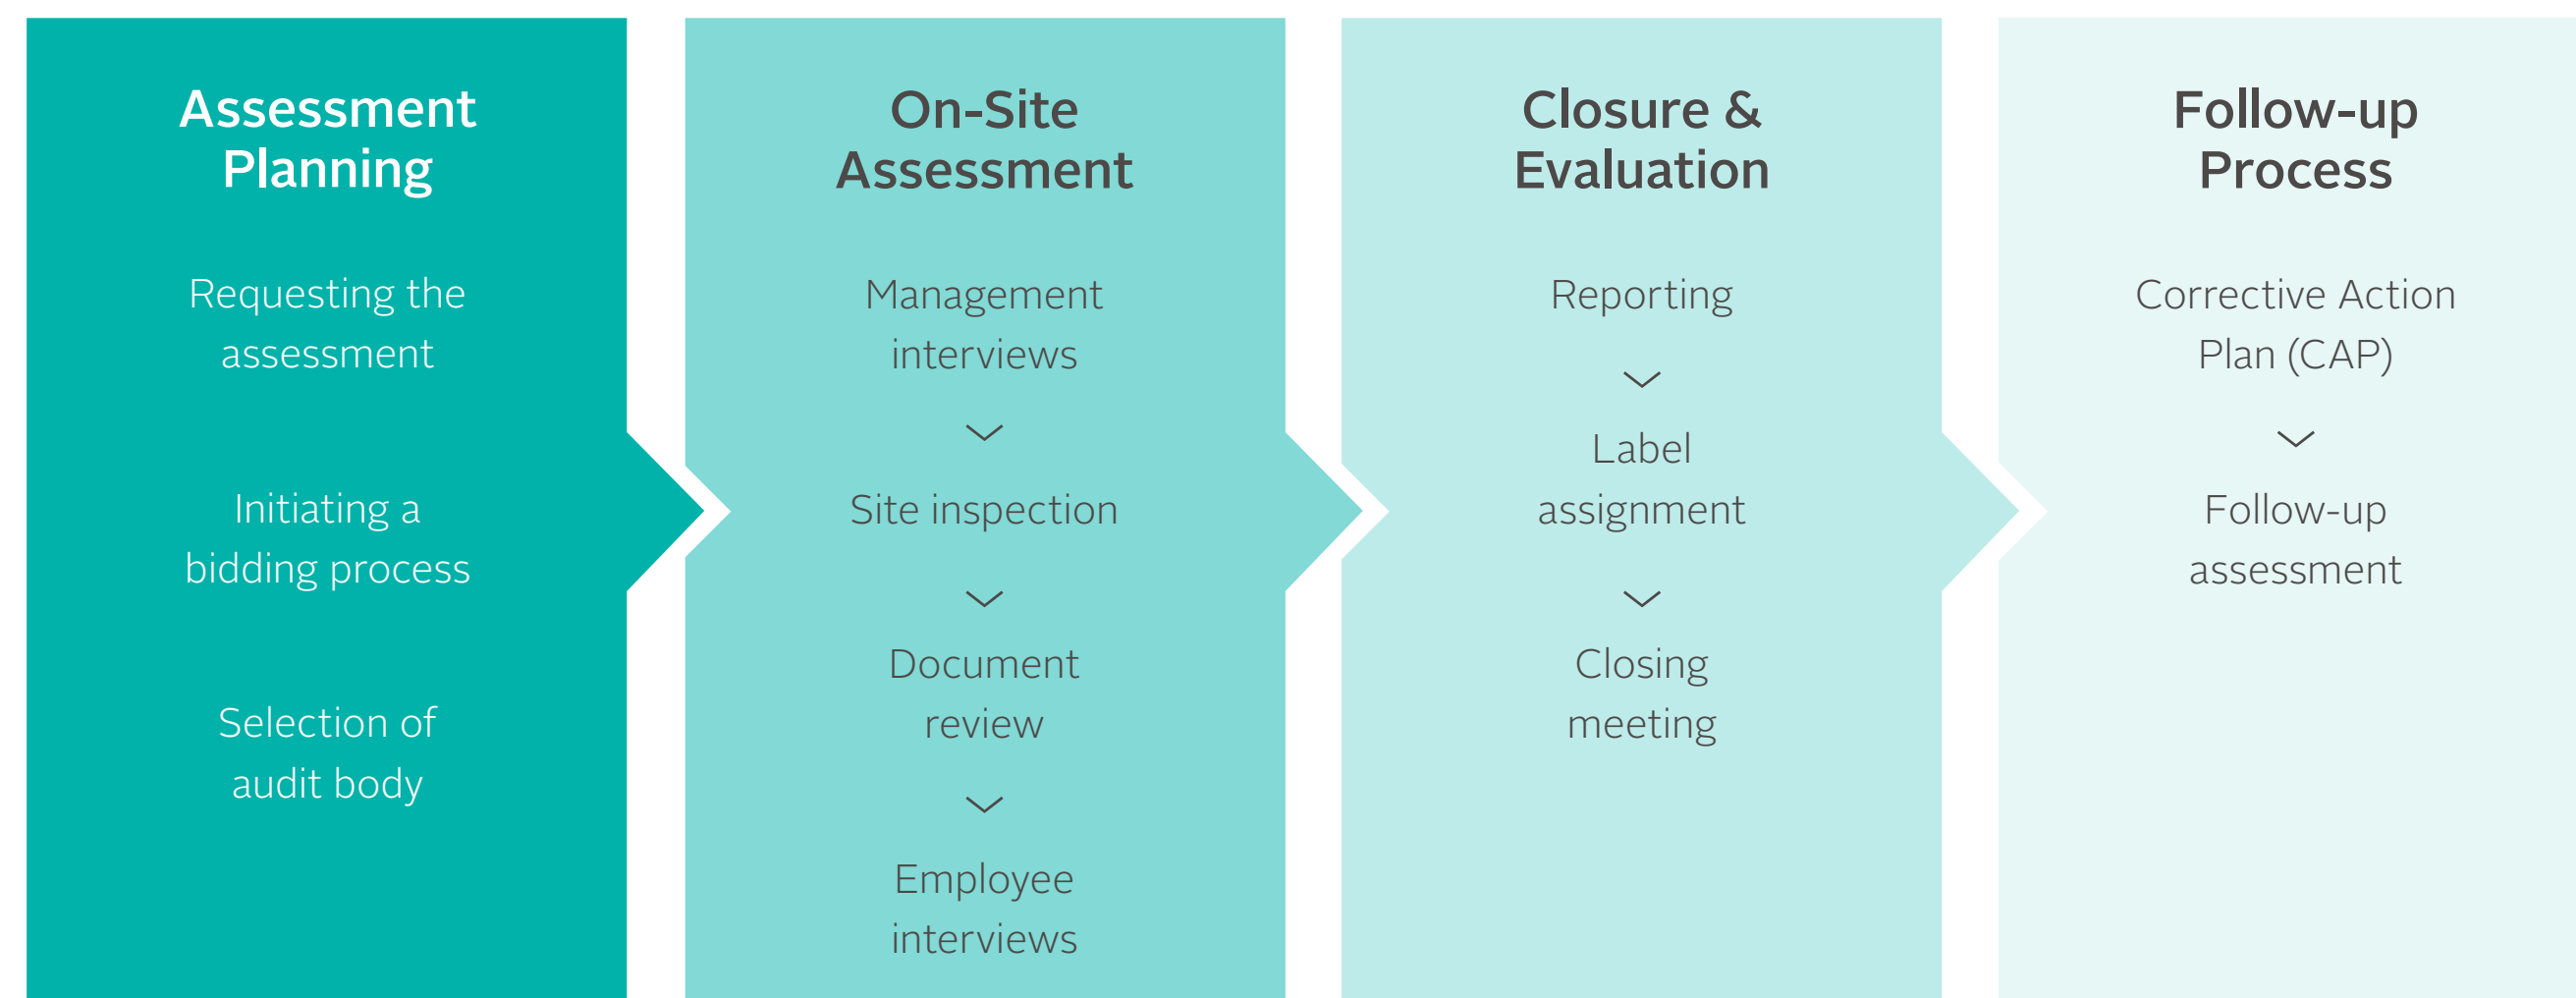 Assessment
Planning
Requesting the
assessment
Initiating a
bidding process
Selection of
audit body
On-Site
Assessment
Management
interviews
Site inspection
Document
review
Employee
interviews
Closure &
Evaluation
Reporting
Label
assignment
Closing
meeting
Follow-up
Process
Corrective Action
Plan (CAP)
Follow-up
assessment